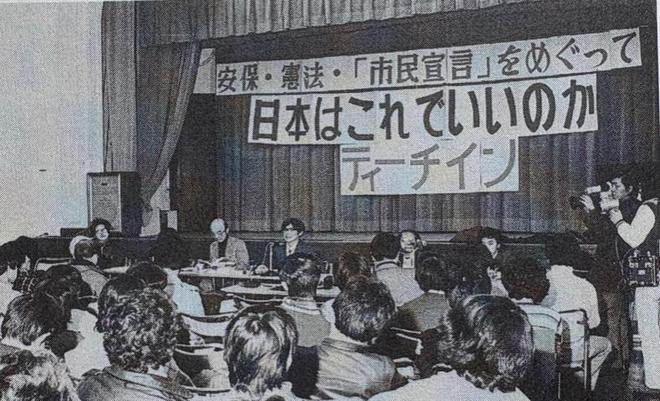 安保・憲法・「市民宣言」をめぐって
日本はこれでいいのか
ティーチイン